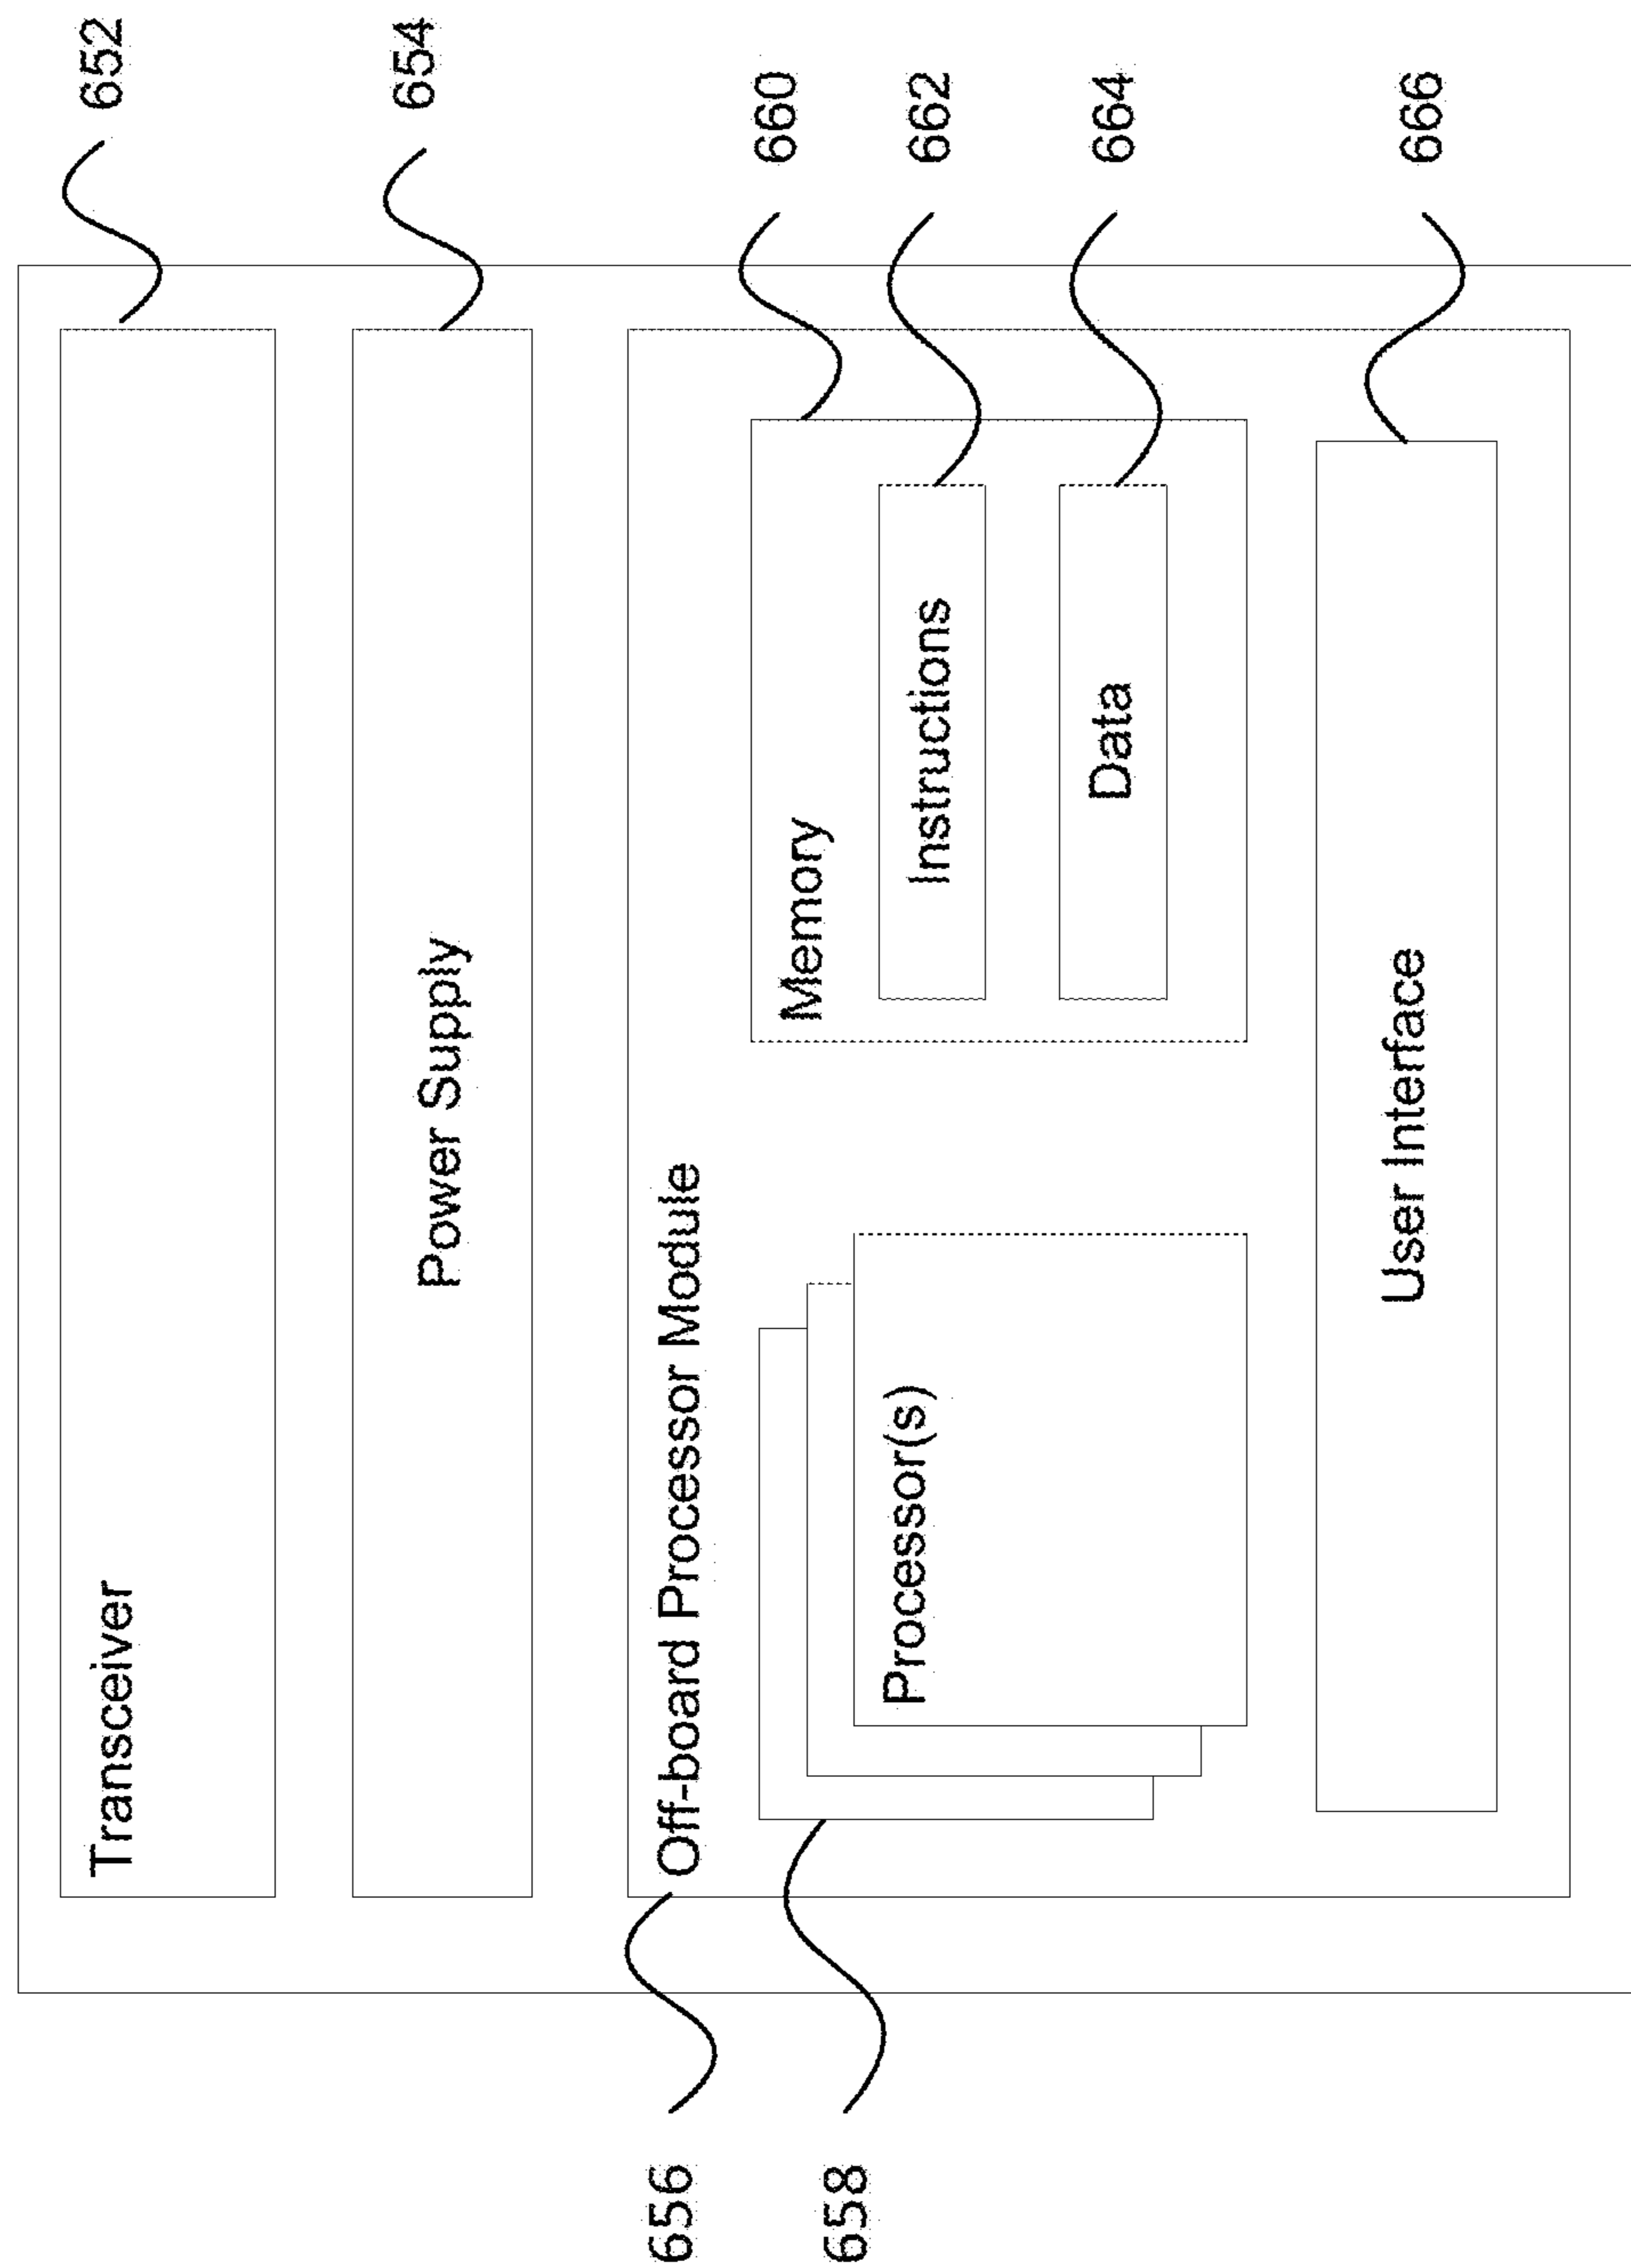 Transceiver
652
Power Supply
654
656
Off-board Processor Module
658
Processor(s)
Memory
660
Instructions
662
Data
664
User Interface
666